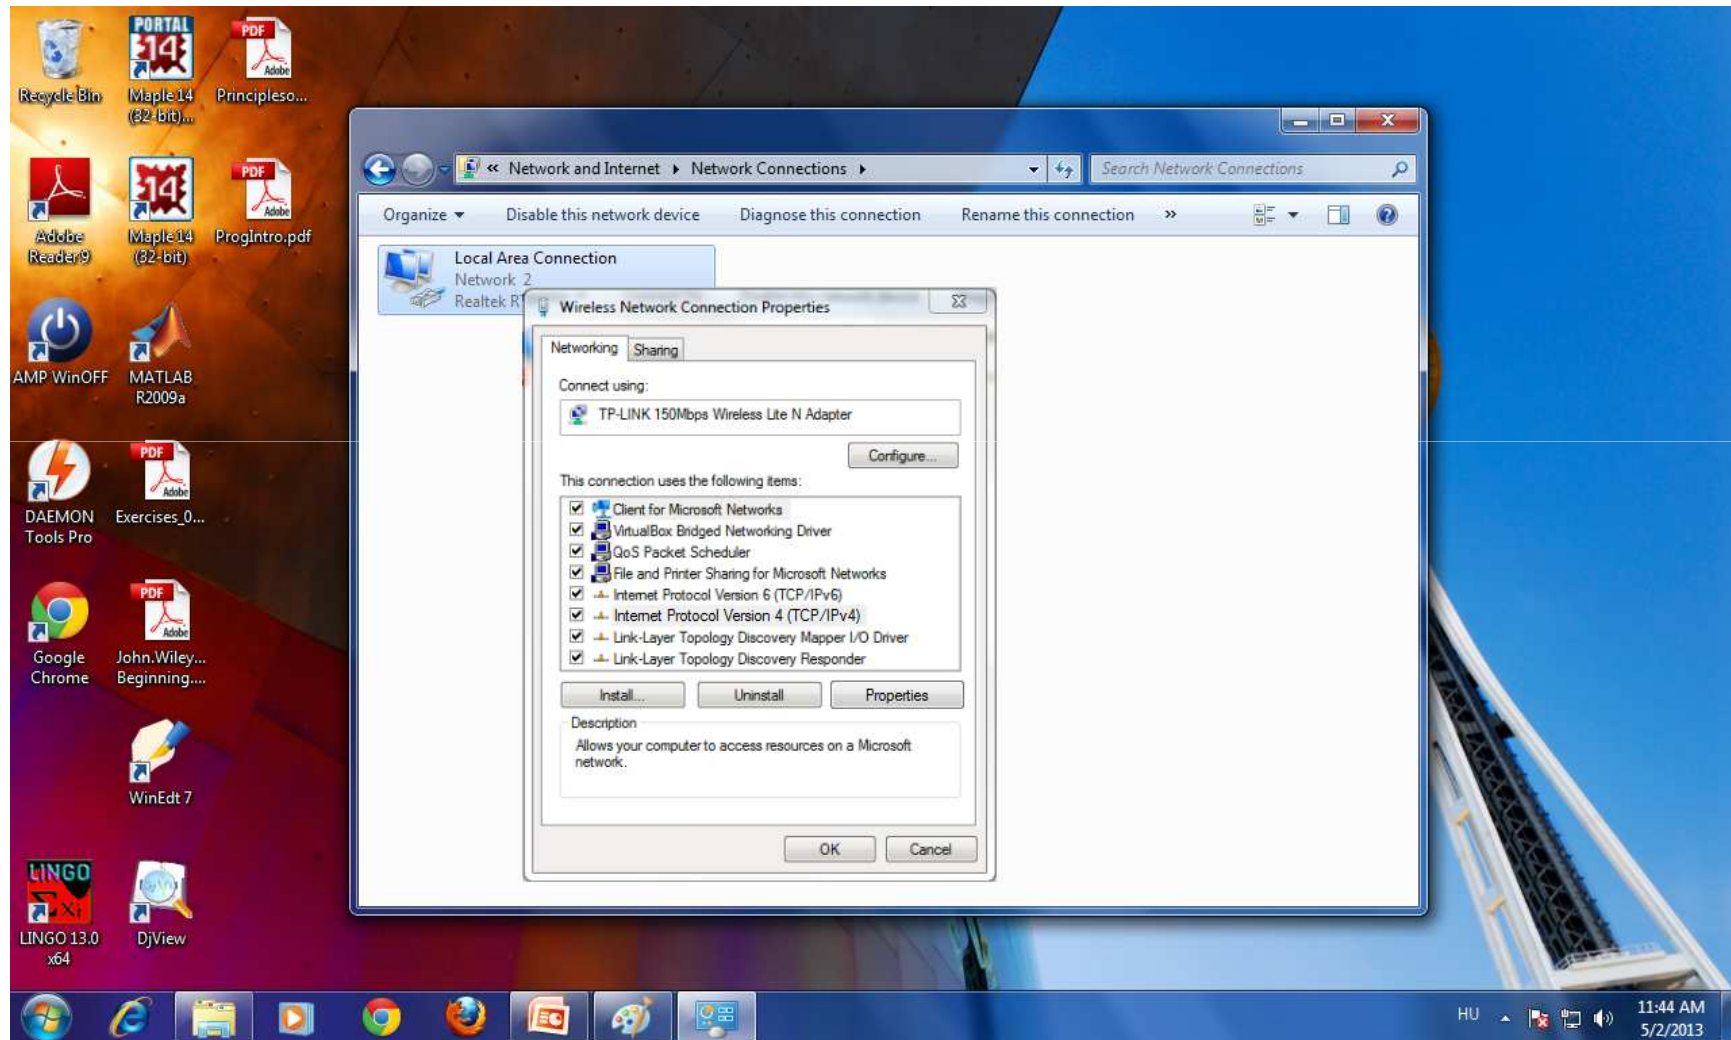 Recycle Bin
PORTAL
14
Maple 14
(32-bit)...
PDF
Adobe
Principleso...
Adobe
Reader 9
14
Maple 14
(32-bit)
PDF
Adobe
ProgIntro.pdf
AMP WinOFF
MATLAB
R2009a
DAEMON
Tools Pro
PDF
Adobe
Exercises_0...
Google
Chrome
PDF
Adobe
John.Wiley...
Beginning....
WinEdt 7
LINGO
LINGO 13.0
x64
DjView
« Network and Internet ▸ Network Connections ▸
Search Network Connections
Organize ▾ Disable this network device Diagnose this connection Rename this connection »
Local Area Connection
Network 2
Realtek
Wireless Network Connection Properties
Networking Sharing
Connect using:
TP-LINK 150Mbps Wireless Lite N Adapter
Configure...
This connection uses the following items:
Client for Microsoft Networks
VirtualBox Bridged Networking Driver
QoS Packet Scheduler
File and Printer Sharing for Microsoft Networks
Internet Protocol Version 6 (TCP/IPv6)
Internet Protocol Version 4 (TCP/IPv4)
Link-Layer Topology Discovery Mapper I/O Driver
Link-Layer Topology Discovery Responder
Install... Uninstall Properties
Description
Allows your computer to access resources on a Microsoft
network.
OK Cancel
HU
11:44 AM
5/2/2013